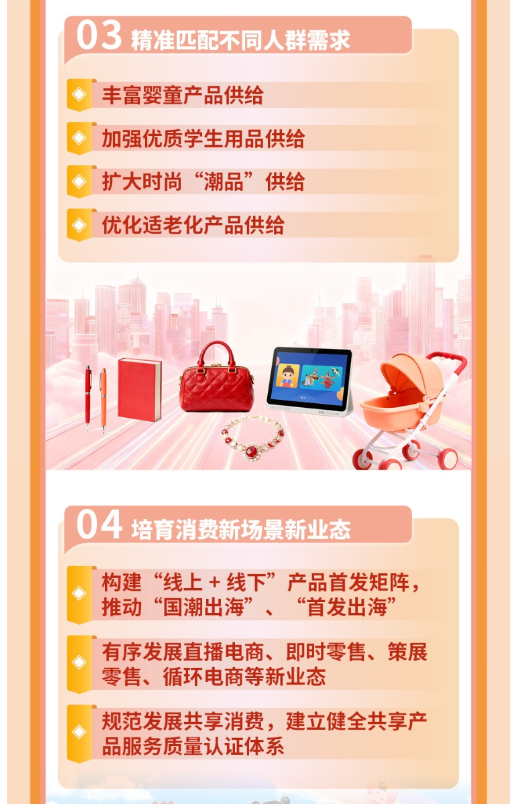 03 精准匹配不同人群需求
丰富婴童产品供给
加强优质学生用品供给
扩大时尚“潮品”供给
优化适老化产品供给
04 培育消费新场景新业态
构建“线上 + 线下”产品首发矩阵，
推动“国潮出海”、“首发出海”
有序发展直播电商、即时零售、策展
零售、循环电商等新业态
规范发展共享消费，建立健全共享产
品服务质量认证体系